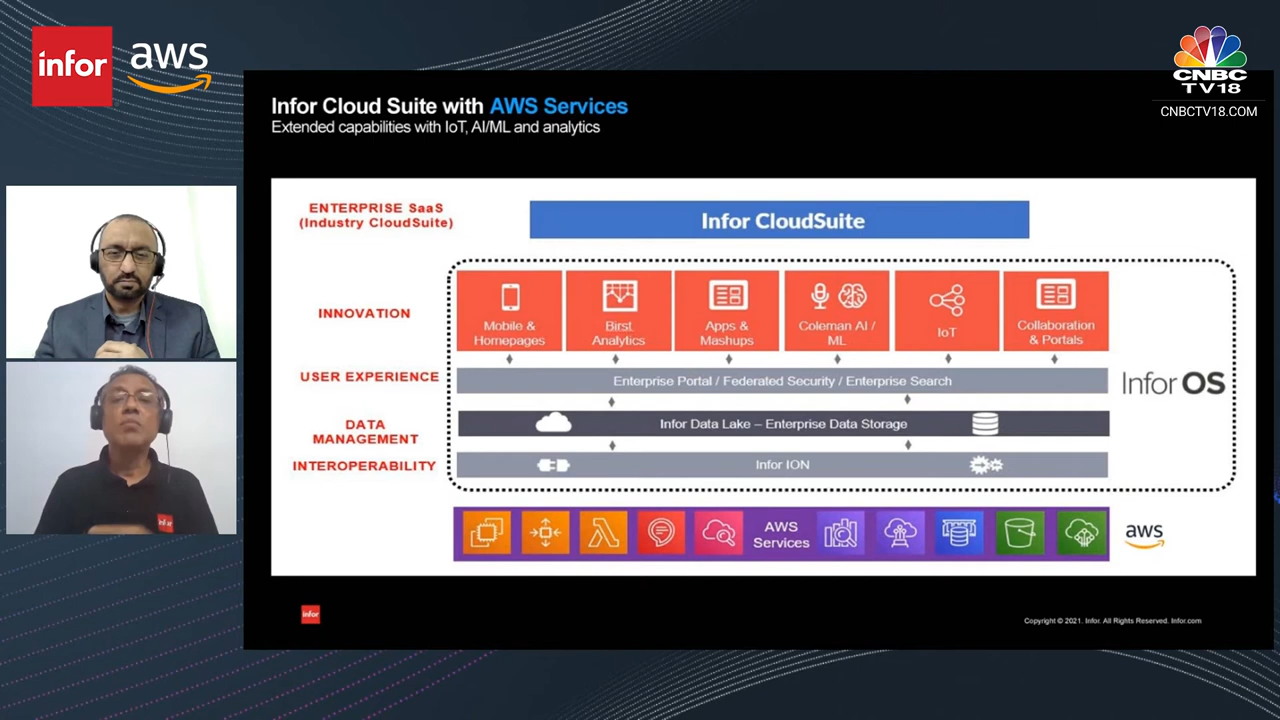 infor
aws
CNBC
TV18
CNBCTV18.COM
Infor Cloud Suite with AWS Services
Extended capabilities with IoT, AI/ML and analytics
ENTERPRISE SaaS
(Industry CloudSuite)
Infor CloudSuite
INNOVATION
Mobile &
Homepages
Birst
Analytics
Apps &
Mashups
Coleman AI /
ML
IoT
Collaboration
& Portals
USER EXPERIENCE
Enterprise Portal / Federated Security / Enterprise Search
Infor OS
DATA
MANAGEMENT
Infor Data Lake – Enterprise Data Storage
INTEROPERABILITY
Infor ION
AWS
Services
aws
infor
infor
Copyright © 2021. Infor. All Rights Reserved. Infor.com